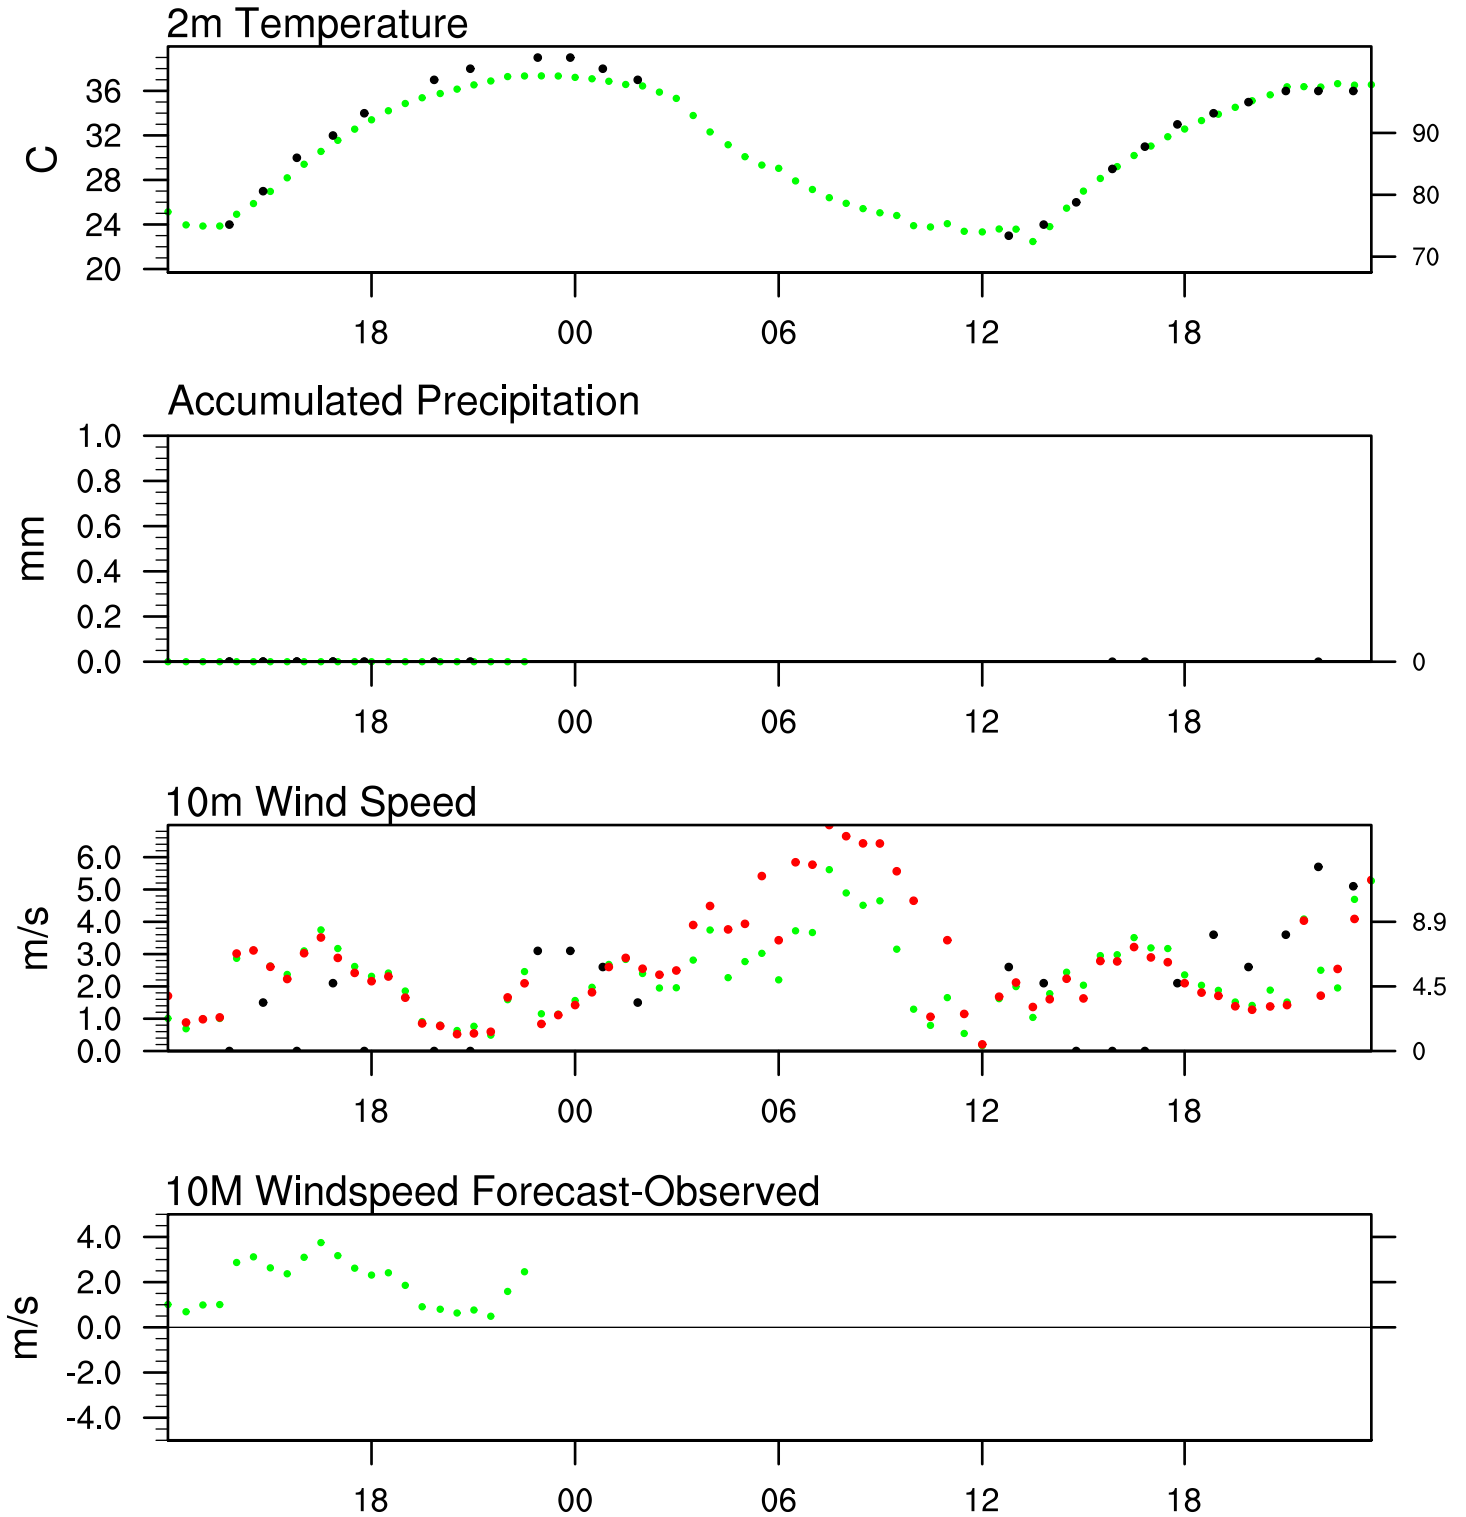 2m Temperature
36
32
28
24
20
C
90
80
70
18 00 06 12 18
Accumulated Precipitation
1.0
0.8
0.6
0.4
0.2
0.0
mm
0
18 00 06 12 18
10m Wind Speed
6.0
5.0
4.0
3.0
2.0
1.0
0.0
m/s
8.9
4.5
0
18 00 06 12 18
10M Windspeed Forecast-Observed
4.0
2.0
0.0
-2.0
-4.0
m/s
18 00 06 12 18